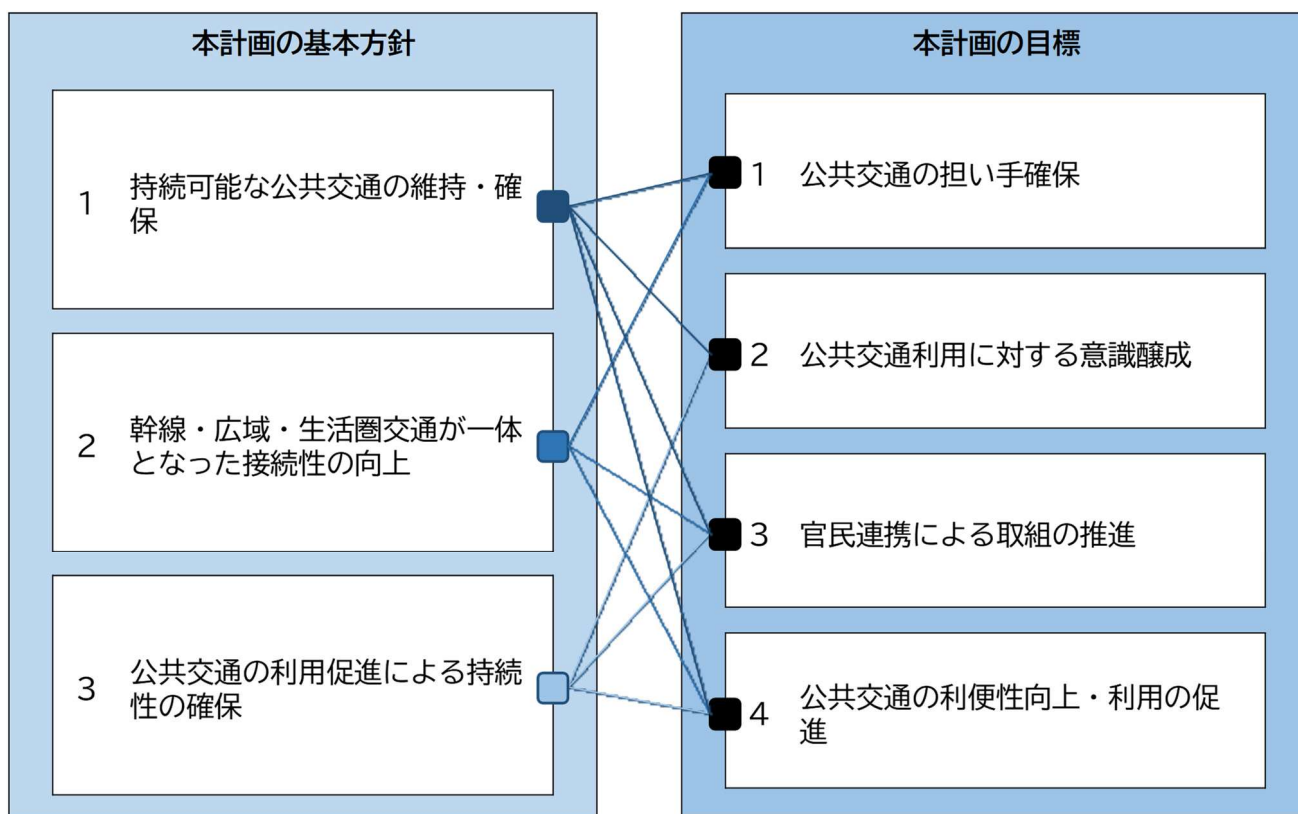 本計画の基本方針
1
持続可能な公共交通の維持・確
保
2
幹線・広域・生活圏交通が一体
となった接続性の向上
3
公共交通の利用促進による持続
性の確保
本計画の目標
1 公共交通の担い手確保
2 公共交通利用に対する意識醸成
3 官民連携による取組の推進
4 公共交通の利便性向上・利用の促
進